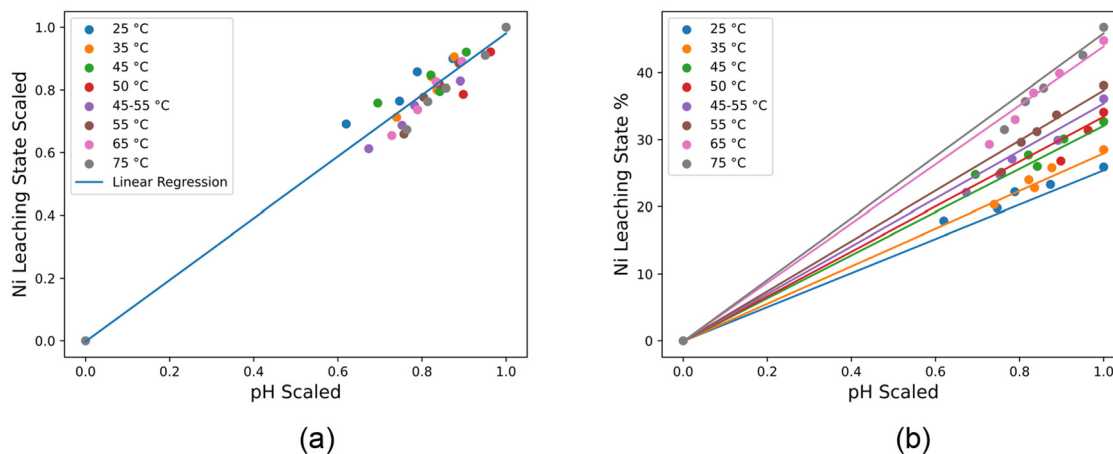 Ni Leaching State Scaled
1.0
0.8
0.6
0.4
0.2
0.0
25 °C
35 °C
45 °C
50 °C
45-55 °C
55 °C
65 °C
75 °C
Linear Regression
0.0 0.2 0.4 0.6 0.8 1.0
pH Scaled
(a)
Ni Leaching State %
40
30
20
10
0
25 °C
35 °C
45 °C
50 °C
45-55 °C
55 °C
65 °C
75 °C
0.0 0.2 0.4 0.6 0.8 1.0
pH Scaled
(b)